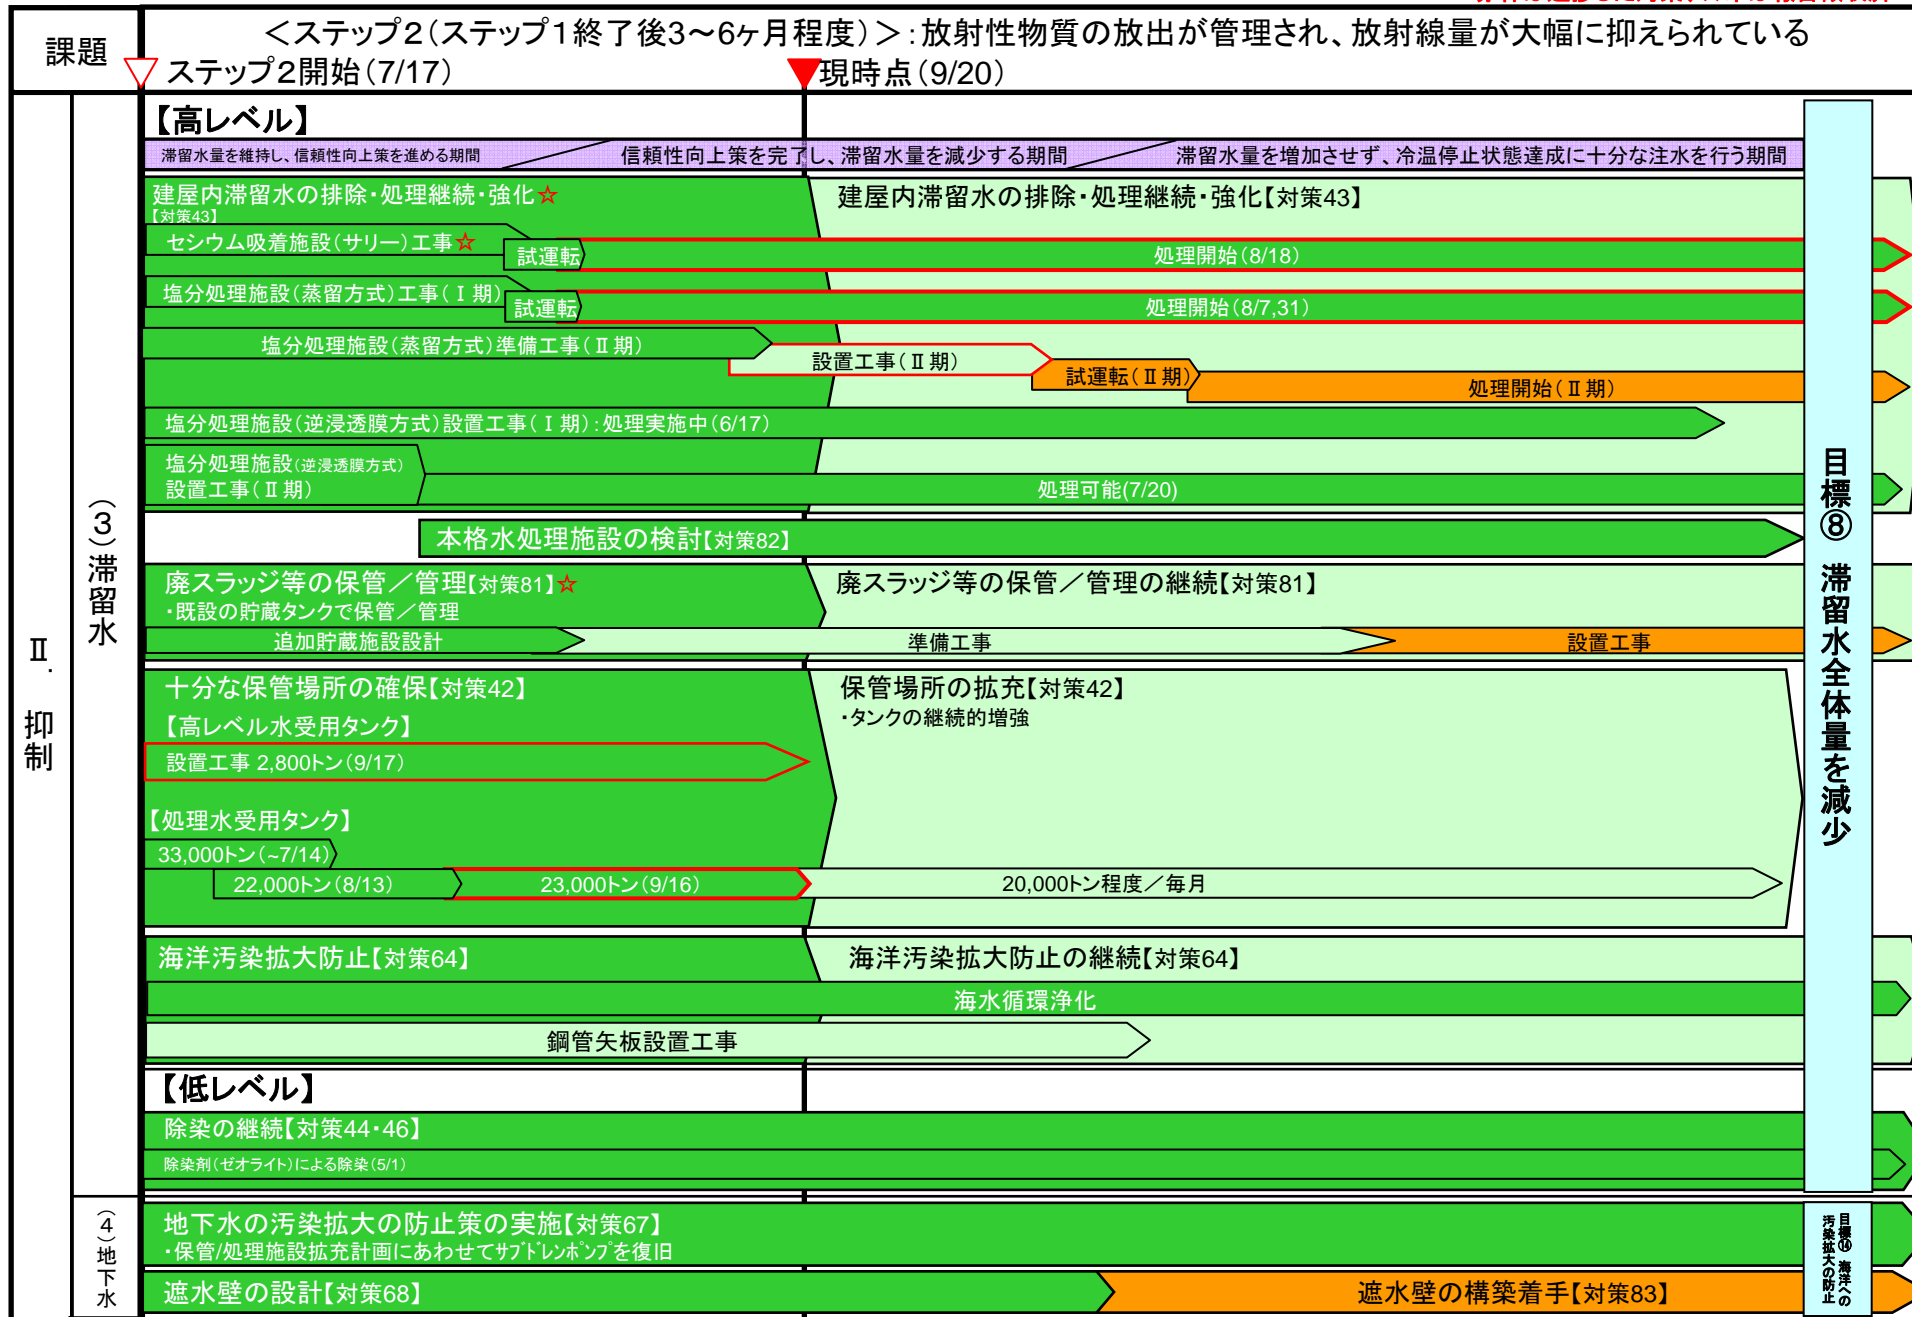 課題
＜ステップ２（ステップ１終了後3～6ヶ月程度）＞：放射性物質の放出が管理され、放射線量が大幅に抑えられている
ステップ２開始（7/17）
現時点（9/20）
Ⅱ．抑制
（3）滞留水
【高レベル】
滞留水量を維持し、信頼性向上策を進める期間
信頼性向上策を完了し、滞留水量を減少する期間
滞留水量を増加させず、冷温停止状態達成に十分な注水を行う期間
建屋内滞留水の排除・処理継続・強化☆
【対策43】
建屋内滞留水の排除・処理継続・強化【対策43】
セシウム吸着施設（サリー）工事☆
試運転
処理開始（8/18）
塩分処理施設（蒸留方式）工事（Ⅰ期）
試運転
処理開始（8/7,31）
塩分処理施設（蒸留方式）準備工事（Ⅱ期）
設置工事（Ⅱ期）
試運転（Ⅱ期）
処理開始（Ⅱ期）
塩分処理施設（逆浸透膜方式）設置工事（Ⅰ期）：処理実施中（6/17）
塩分処理施設（逆浸透膜方式）
設置工事（Ⅱ期）
処理可能(7/20)
本格水処理施設の検討【対策82】
廃スラッジ等の保管／管理【対策81】☆
・既設の貯蔵タンクで保管／管理
廃スラッジ等の保管／管理の継続【対策81】
追加貯蔵施設設計
準備工事
設置工事
十分な保管場所の確保【対策42】
保管場所の拡充【対策42】
・タンクの継続的増強
【高レベル水受用タンク】
設置工事 2,800トン（9/17）
【処理水受用タンク】
33,000トン（~7/14）
22,000トン（8/13）
23,000トン（9/16）
20,000トン程度／毎月
海洋汚染拡大防止【対策64】
海洋汚染拡大防止の継続【対策64】
海水循環浄化
鋼管矢板設置工事
【低レベル】
除染の継続【対策44・46】
除染剤（ゼオライト）による除染（5/1）
目標⑧ 滞留水全体量を減少
（4）地下水
地下水の汚染拡大の防止策の実施【対策67】
・保管/処理施設拡充計画にあわせてサブドレンポンプを復旧
遮水壁の設計【対策68】
遮水壁の構築着手【対策83】
目標⑭ 海洋への
汚染拡大の防止